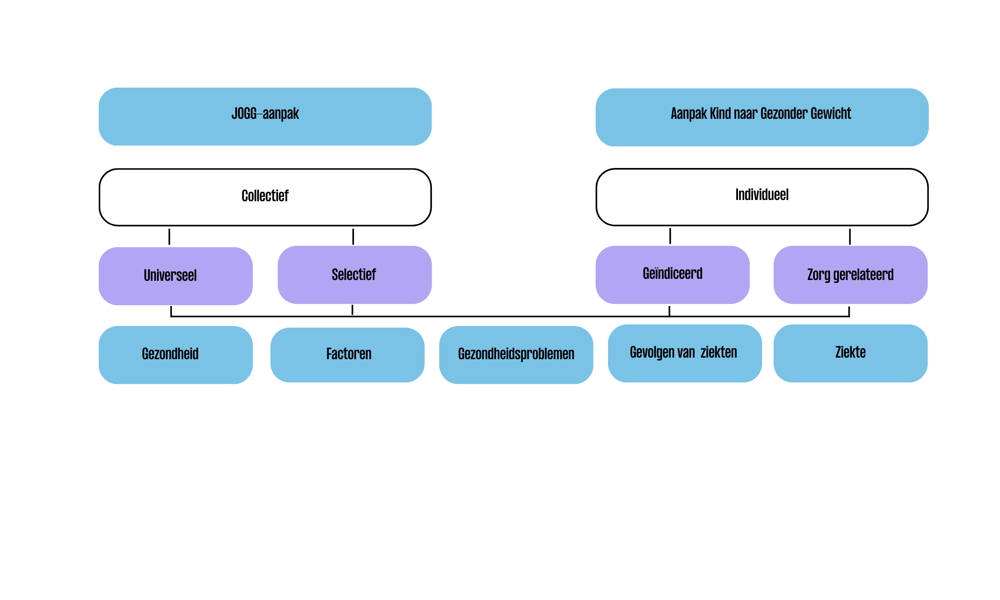 JOGG-aanpak
Aanpak Kind naar Gezonder Gewicht
Collectief
Individueel
Universeel
Selectief
Geïndiceerd
Zorg gerelateerd
Gezondheid
Factoren
Gezondheidsproblemen
Gevolgen van ziekten
Ziekte